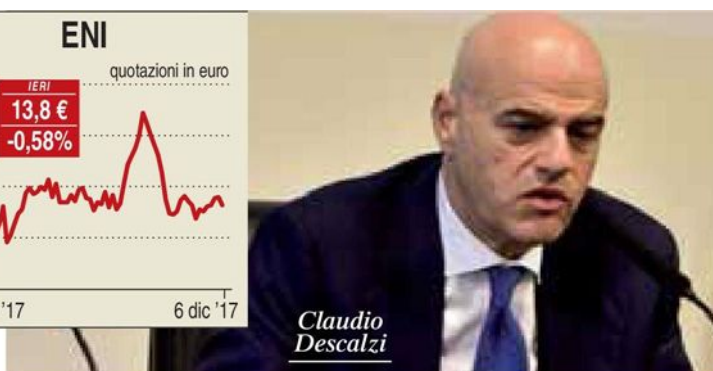 ENI
quotazioni in euro
IERI
13,8 €
-0,58%
'17
6 dic '17
Claudio
Descalzi